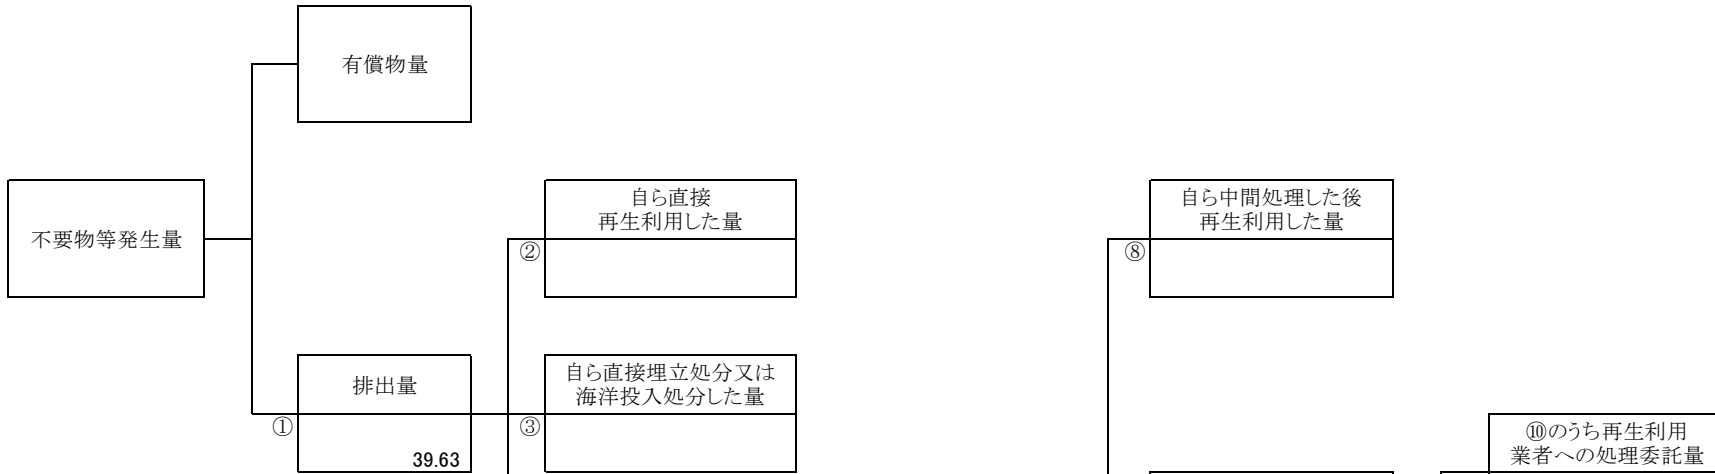 有償物量
不要物等発生量
自ら直接
再生利用した量
②
自ら中間処理した後
再生利用した量
⑧
排出量
①
39.63
自ら直接埋立処分又は
海洋投入処分した量
③
⑩のうち再生利用
業者への処理委託量